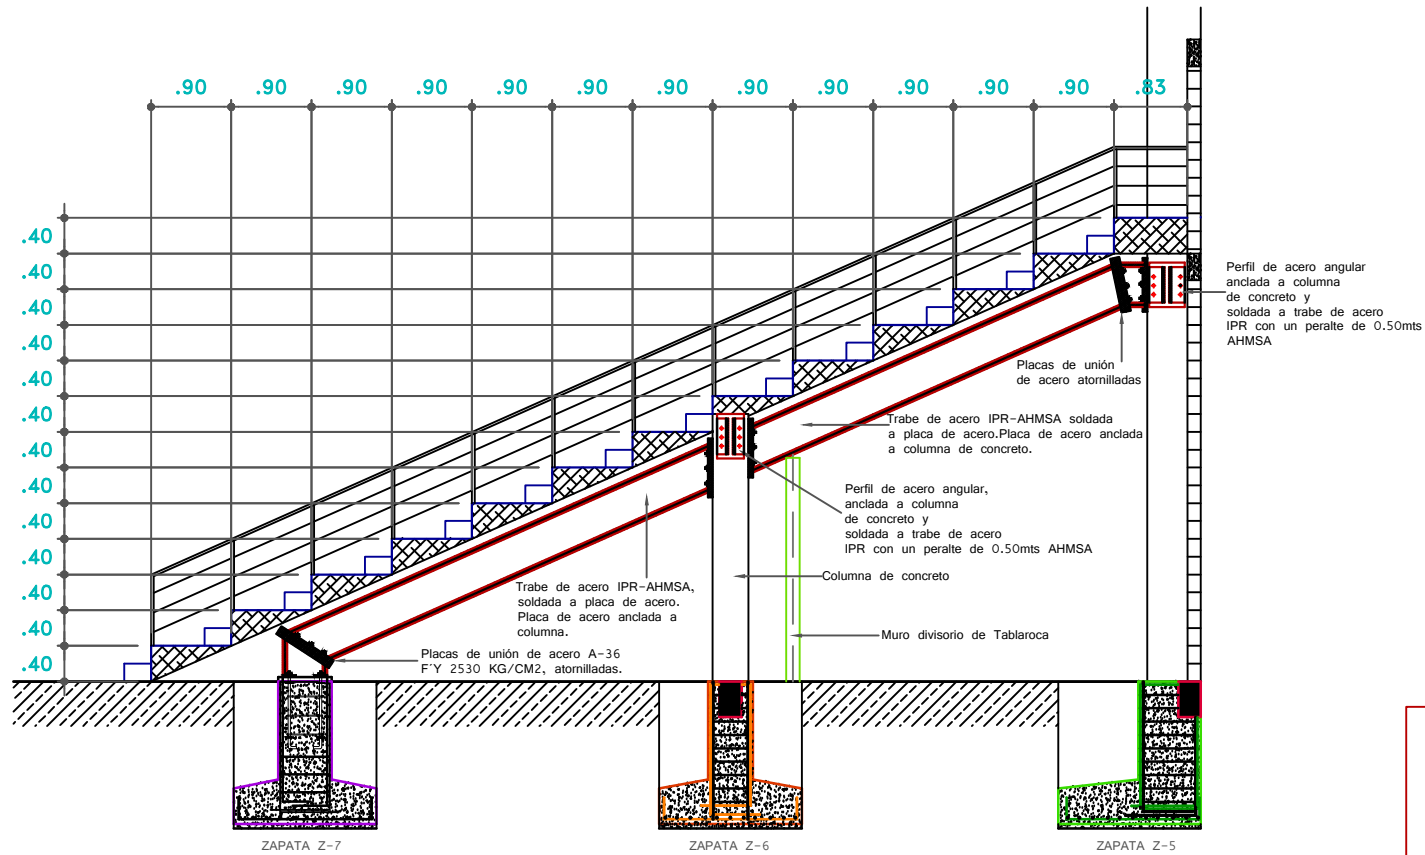 .90 .90 .90 .90 .90 .90 .90 .90 .90 .90 .90 .90 .83
.40
.40
.40
.40
.40
.40
.40
.40
.40
.40
.40
.40
.40
Perfil de acero angular
anclada a columna
de concreto y
soldada a trabe de acero
IPR con un peralte de 0.50mts
AHMSA
Placas de unión
de acero atornilladas
Trabe de acero IPR-AHMSA soldada
a placa de acero.Placa de acero anclada
a columna de concreto.
Perfil de acero angular,
anclada a columna
de concreto y
soldada a trabe de acero
IPR con un peralte de 0.50mts AHMSA
Columna de concreto
Trabe de acero IPR-AHMSA,
soldada a placa de acero.
Placa de acero anclada a
columna.
Muro divisorio de Tablaroca
Placas de unión de acero A-36
F'Y 2530 KG/CM2, atornilladas.
ZAPATA Z-7
ZAPATA Z-6
ZAPATA Z-5